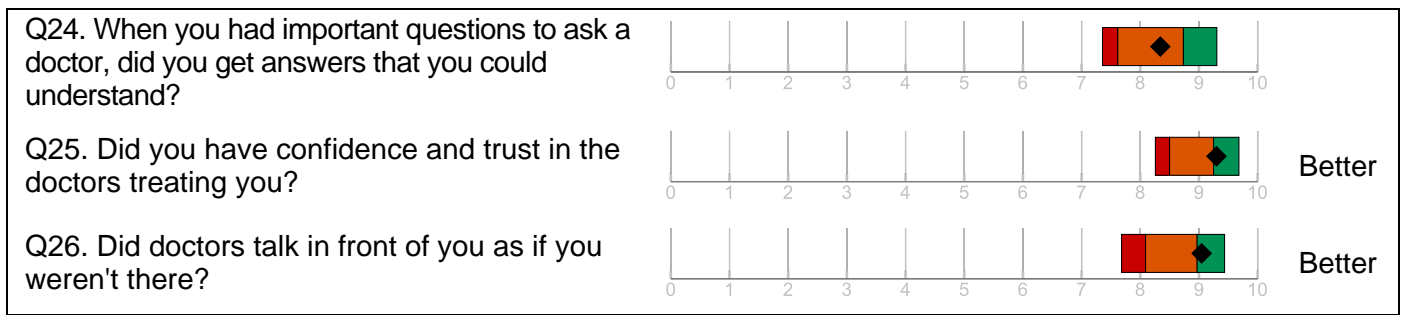 Q24. When you had important questions to ask a
doctor, did you get answers that you could
understand?
0 1 2 3 4 5 6 7 8 9 10
Q25. Did you have confidence and trust in the
doctors treating you?
Better
0 1 2 3 4 5 6 7 8 9 10
Q26. Did doctors talk in front of you as if you
weren't there?
Better
0 1 2 3 4 5 6 7 8 9 10